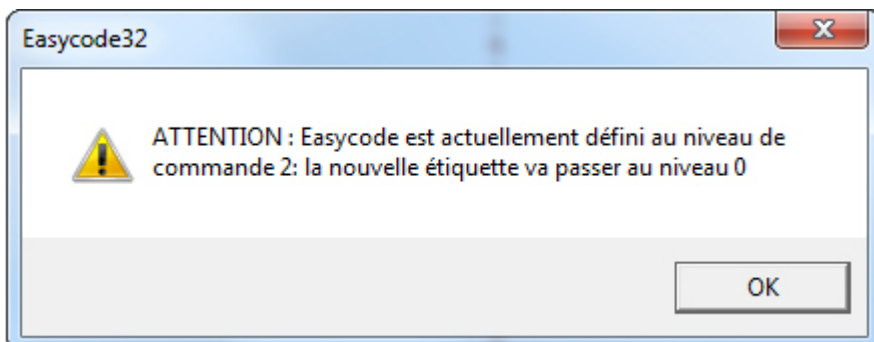 Easycode32
ATTENTION : Easycode est actuellement défini au niveau de
commande 2: la nouvelle étiquette va passer au niveau 0
OK